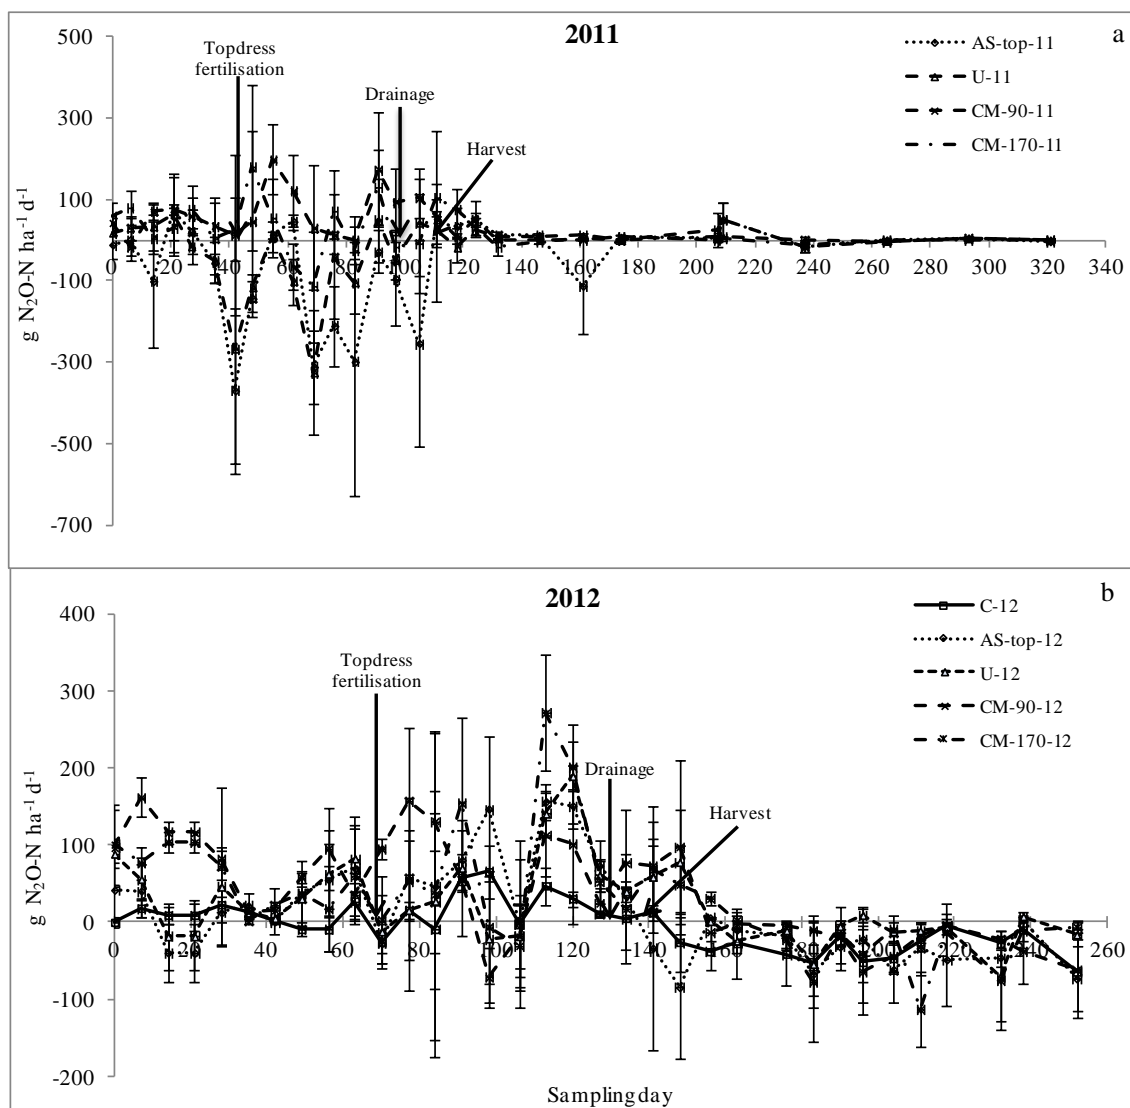 2011
a
Topdress
fertilisation
Drainage
Harvest
AS-top-11
U-11
CM-90-11
CM-170-11
500
300
100
-100
-300
-500
-700
0 20 40 60 80 100 120 140 160 180 200 220 240 260 280 300 320 340
g N₂O-N ha⁻¹ d⁻¹
2012
b
Topdress
fertilisation
Drainage
Harvest
C-12
AS-top-12
U-12
CM-90-12
CM-170-12
400
300
200
100
0
-100
-200
0 20 40 60 80 100 120 140 160 180 200 220 240 260
g N₂O-N ha⁻¹ d⁻¹
Sampling day